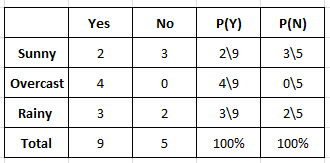 Yes No P(Y) P(N)
Sunny 2 3 2\9 3\5
Overcast 4 0 4\9 0\5
Rainy 3 2 3\9 2\5
Total 9 5 100% 100%